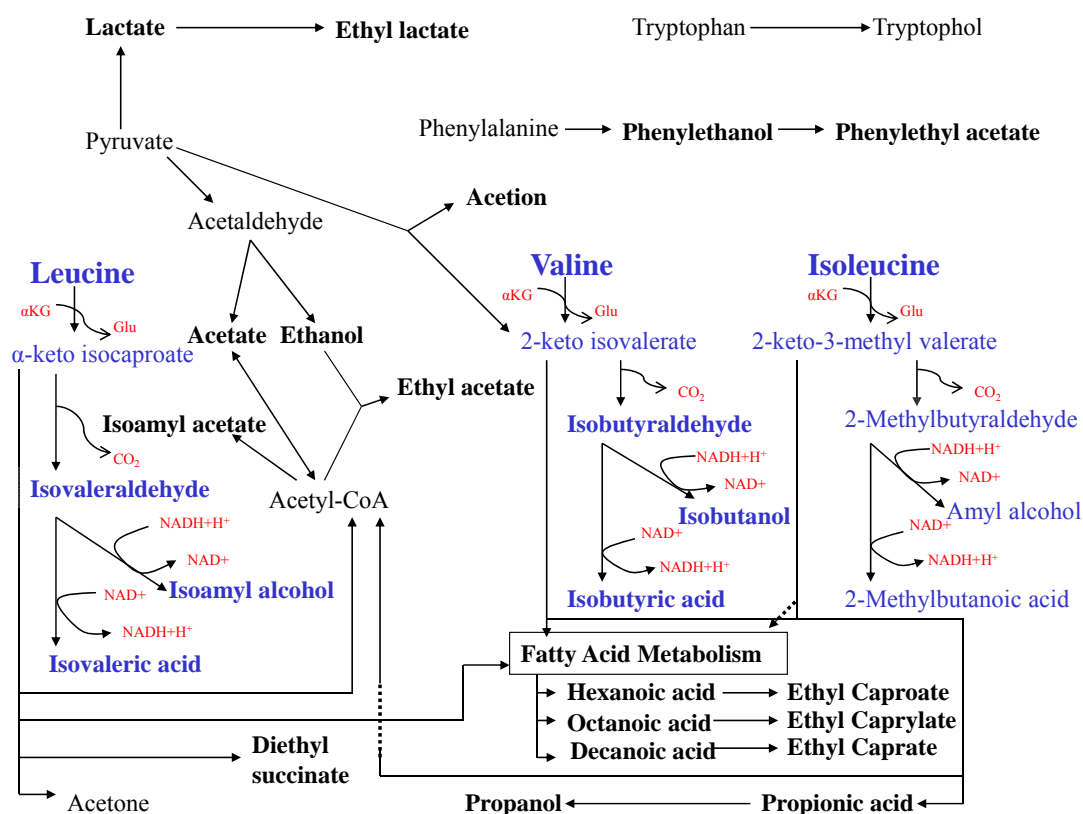 Lactate
Ethyl lactate
Tryptophan
Tryptophol
Pyruvate
Phenylalanine
Phenylethanol
Phenylethyl acetate
Acetaldehyde
Acetion
Leucine
αKG
Glu
α-keto isocaproate
Acetate
Ethanol
Valine
αKG
Glu
2-keto isovalerate
Isoleucine
αKG
Glu
2-keto-3-methyl valerate
Ethyl acetate
Isoamyl acetate
CO2
Isovaleraldehyde
Acetyl-CoA
CO2
Isobutyraldehyde
CO2
2-Methylbutyraldehyde
NADH+H+
NAD+
Isobutanol
NADH+H+
NAD+
Amyl alcohol
NADH+H+
NAD+
Isoamyl alcohol
NAD+
NADH+H+
Isovaleric acid
NAD+
NADH+H+
Isobutyric acid
NAD+
NADH+H+
2-Methylbutanoic acid
Fatty Acid Metabolism
Hexanoic acid
Ethyl Caproate
Octanoic acid
Ethyl Caprylate
Decanoic acid
Ethyl Caprate
Diethyl
succinate
Acetone
Propanol
Propionic acid